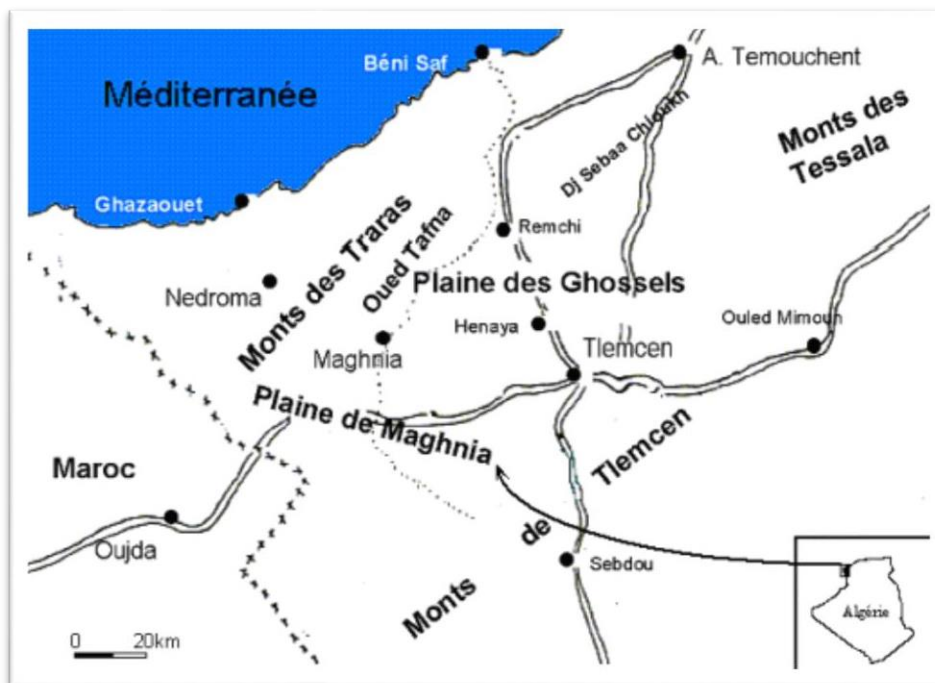 Béni Saf
A. Temouchent
Méditerranée
Monts des
Tessala
Dj Sebaa Chioukh
Ghazaouet
Remchi
Monts des Traras
Oued Tafna
Plaine des Ghossels
Nedroma
Henaya
Ouled Mimoun
Maghnia
Tlemcen
Plaine de Maghnia
Maroc
Oujda
Monts de Tlemcen
Sebdou
Algérie
0 20km